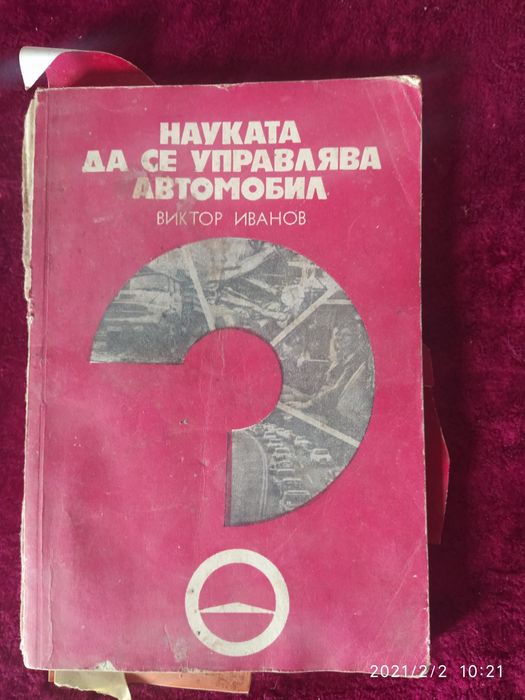 НАУКАТА
ДА СЕ УПРАВЛЯВА
АВТОМОБИЛ
ВИКТОР ИВАНОВ
2021/2/2 10:21